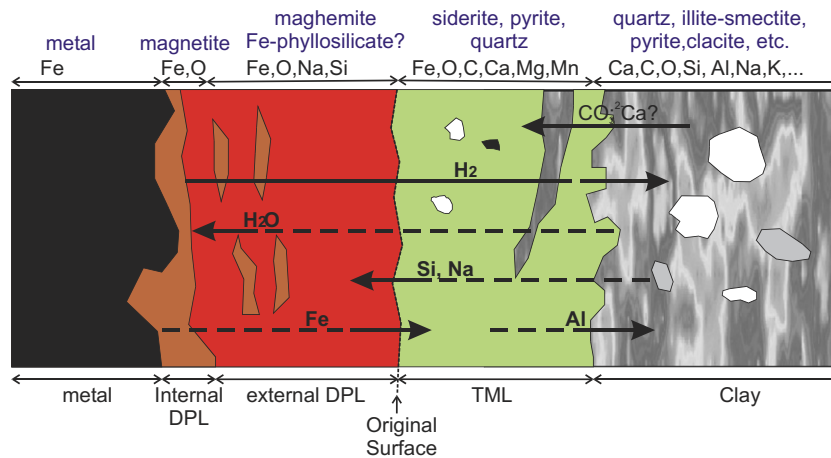 metal
magnetite
maghemite
Fe-phyllosilicate?
siderite, pyrite,
quartz
quartz, illite-smectite,
pyrite,clacite, etc.
Fe
Fe,O
Fe,O,Na,Si
Fe,O,C,Ca,Mg,Mn
Ca,C,O,Si, Al,Na,K,...
CO₃²⁻Ca?
H2
H2O
Si, Na
Fe
Al
metal
Internal
DPL
external DPL
Original
Surface
TML
Clay